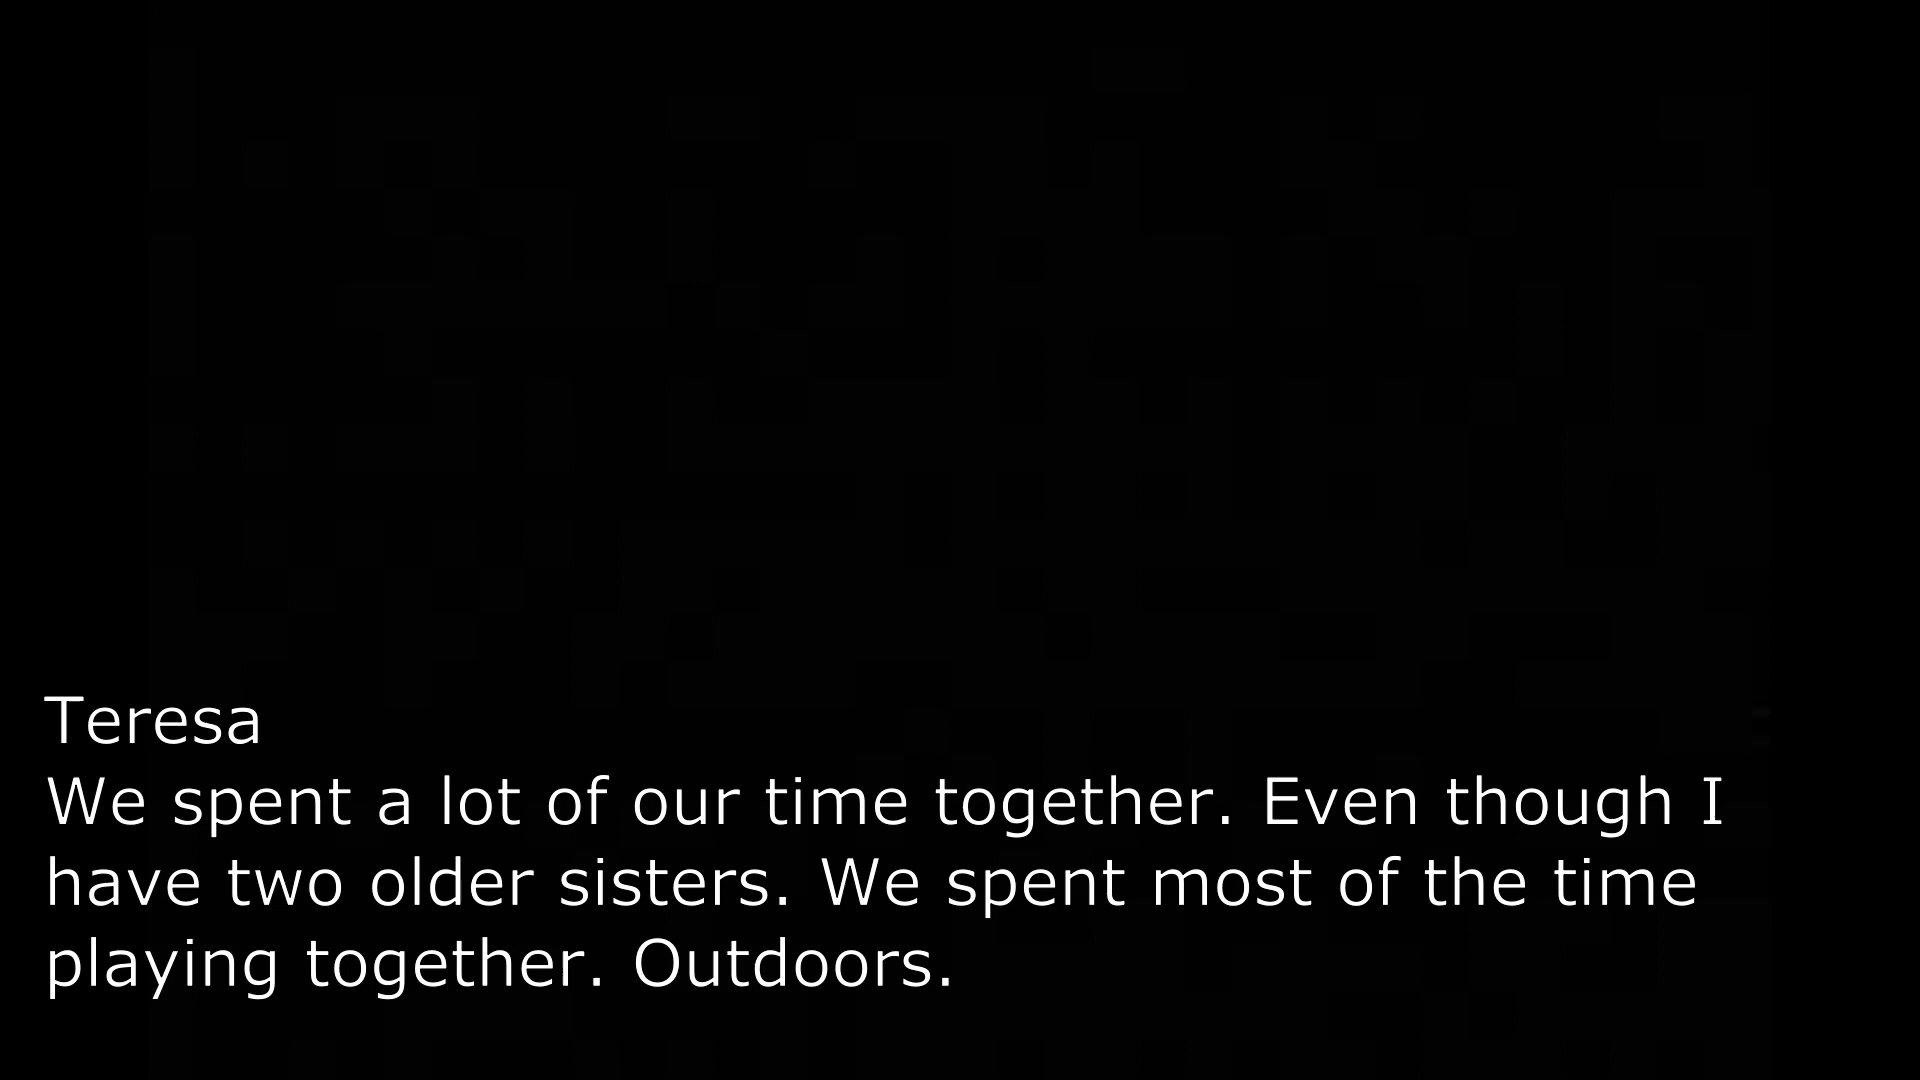 Teresa
We spent a lot of our time together. Even though I
have two older sisters. We spent most of the time
playing together. Outdoors.